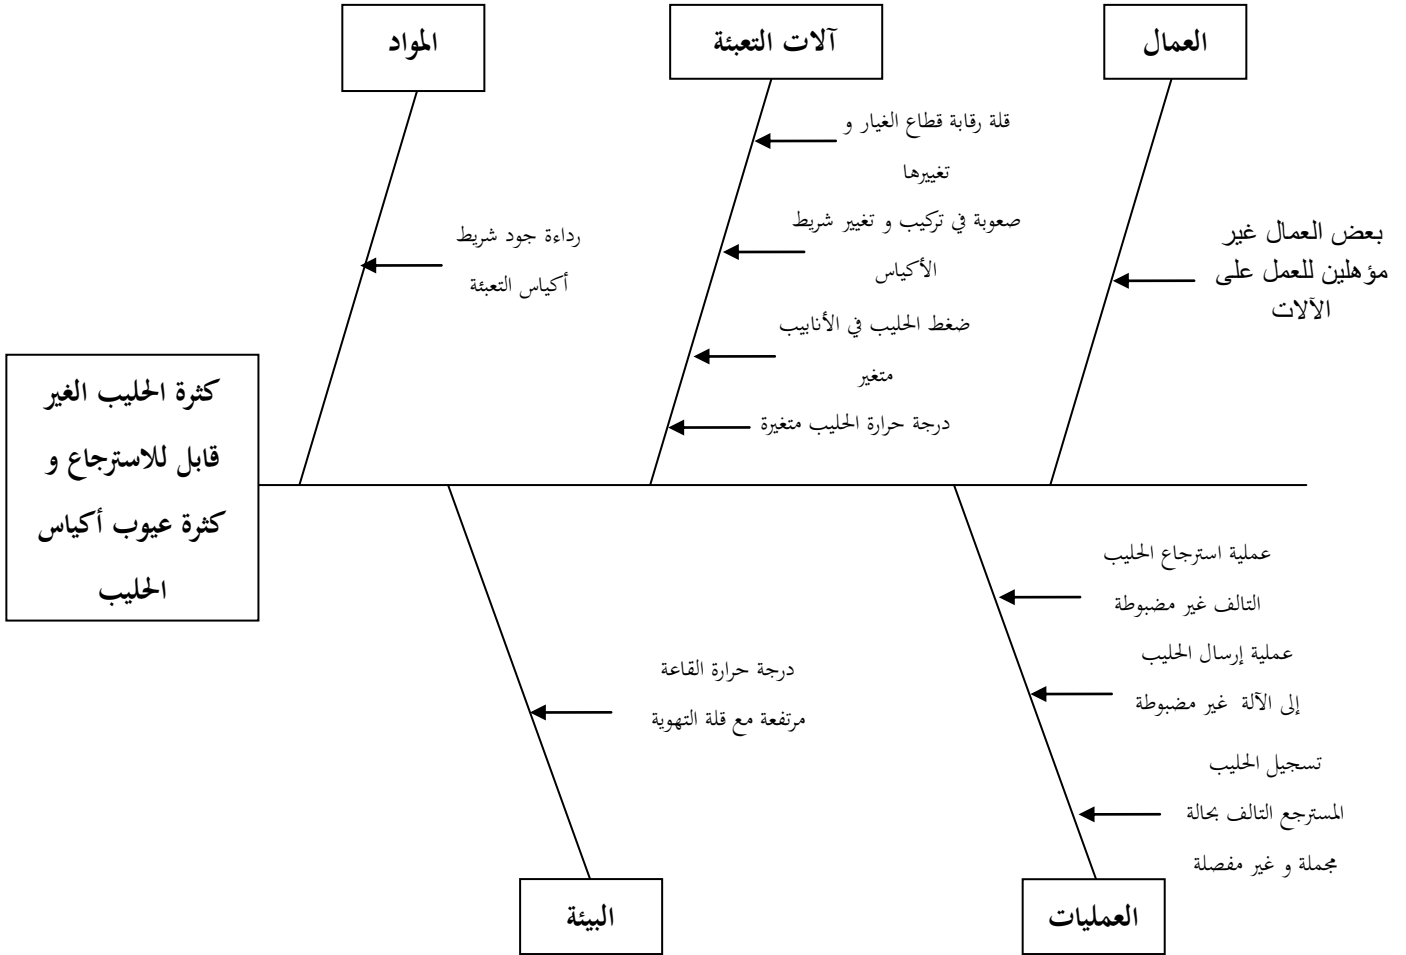 العمال
آلات التعبئة
المواد
قلة رقابة قطاع الغيار و
تغييرها
صعوبة في تركيب و تغيير شريط
الأكياس
ضغط الحليب في الأنابيب
متغير
درجة حرارة الحليب متغيرة
بعض العمال غير
مؤهلين للعمل على
الآلات
رداءة جود شريط
أكياس التعبئة
كثرة الحليب الغير
قابل للاسترجاع و
كثرة عيوب أكياس
الحليب
عملية استرجاع الحليب
التالف غير مضبوطة
عملية إرسال الحليب
إلى الآلة غير مضبوطة
تسجيل الحليب
المسترجع التالف بحالة
مجملة و غير مفصلة
درجة حرارة القاعة
مرتفعة مع قلة التهوية
العمليات
البيئة